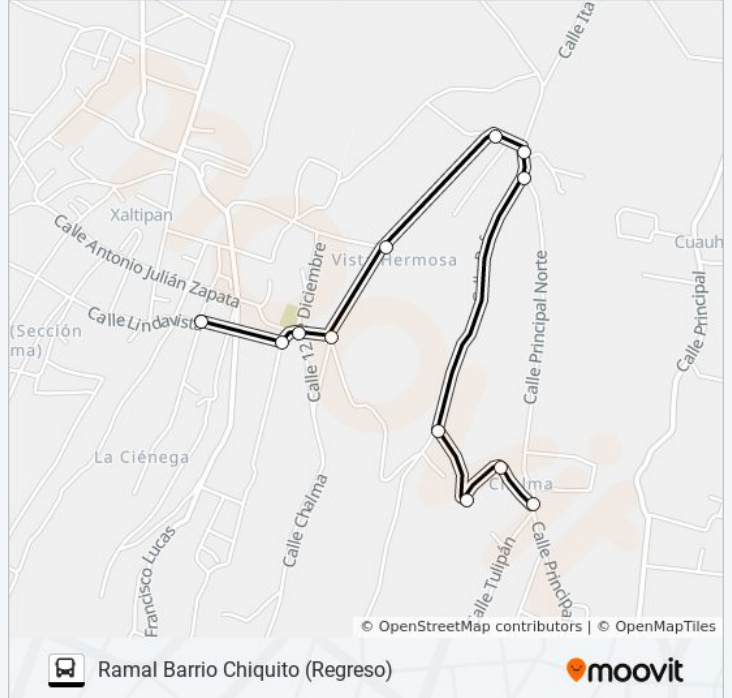 Calle Ita
Xaltipan
Calle Antonio Julián Zapata
Vista Hermosa
Cuauh
Calle 12 Diciembre
Calle Lindavista
(Sección
ma)
Calle Principal Norte
Calle Principal
La Ciénega
Chalma
Calle Chalma
Francisco Lucas
alle Tulipán
Calle Principa
© OpenStreetMap contributors | © OpenMapTiles
Ramal Barrio Chiquito (Regreso)
moovit